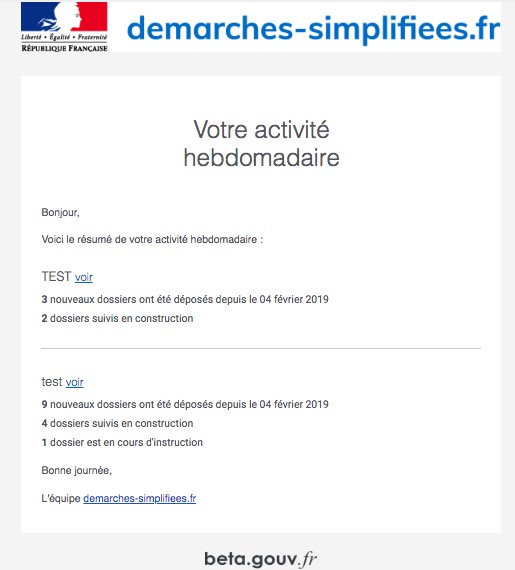 Liberté • Égalité • Fraternité
RÉPUBLIQUE FRANÇAISE
demarches-simplifiees.fr
Votre activité
hebdomadaire
Bonjour,
Voici le résumé de votre activité hebdomadaire :
TEST voir
3 nouveaux dossiers ont été déposés depuis le 04 février 2019
2 dossiers suivis en construction
test voir
9 nouveaux dossiers ont été déposés depuis le 04 février 2019
4 dossiers suivis en construction
1 dossier est en cours d'instruction
Bonne journée,
L'équipe demarches-simplifiees.fr
beta.gouv.fr